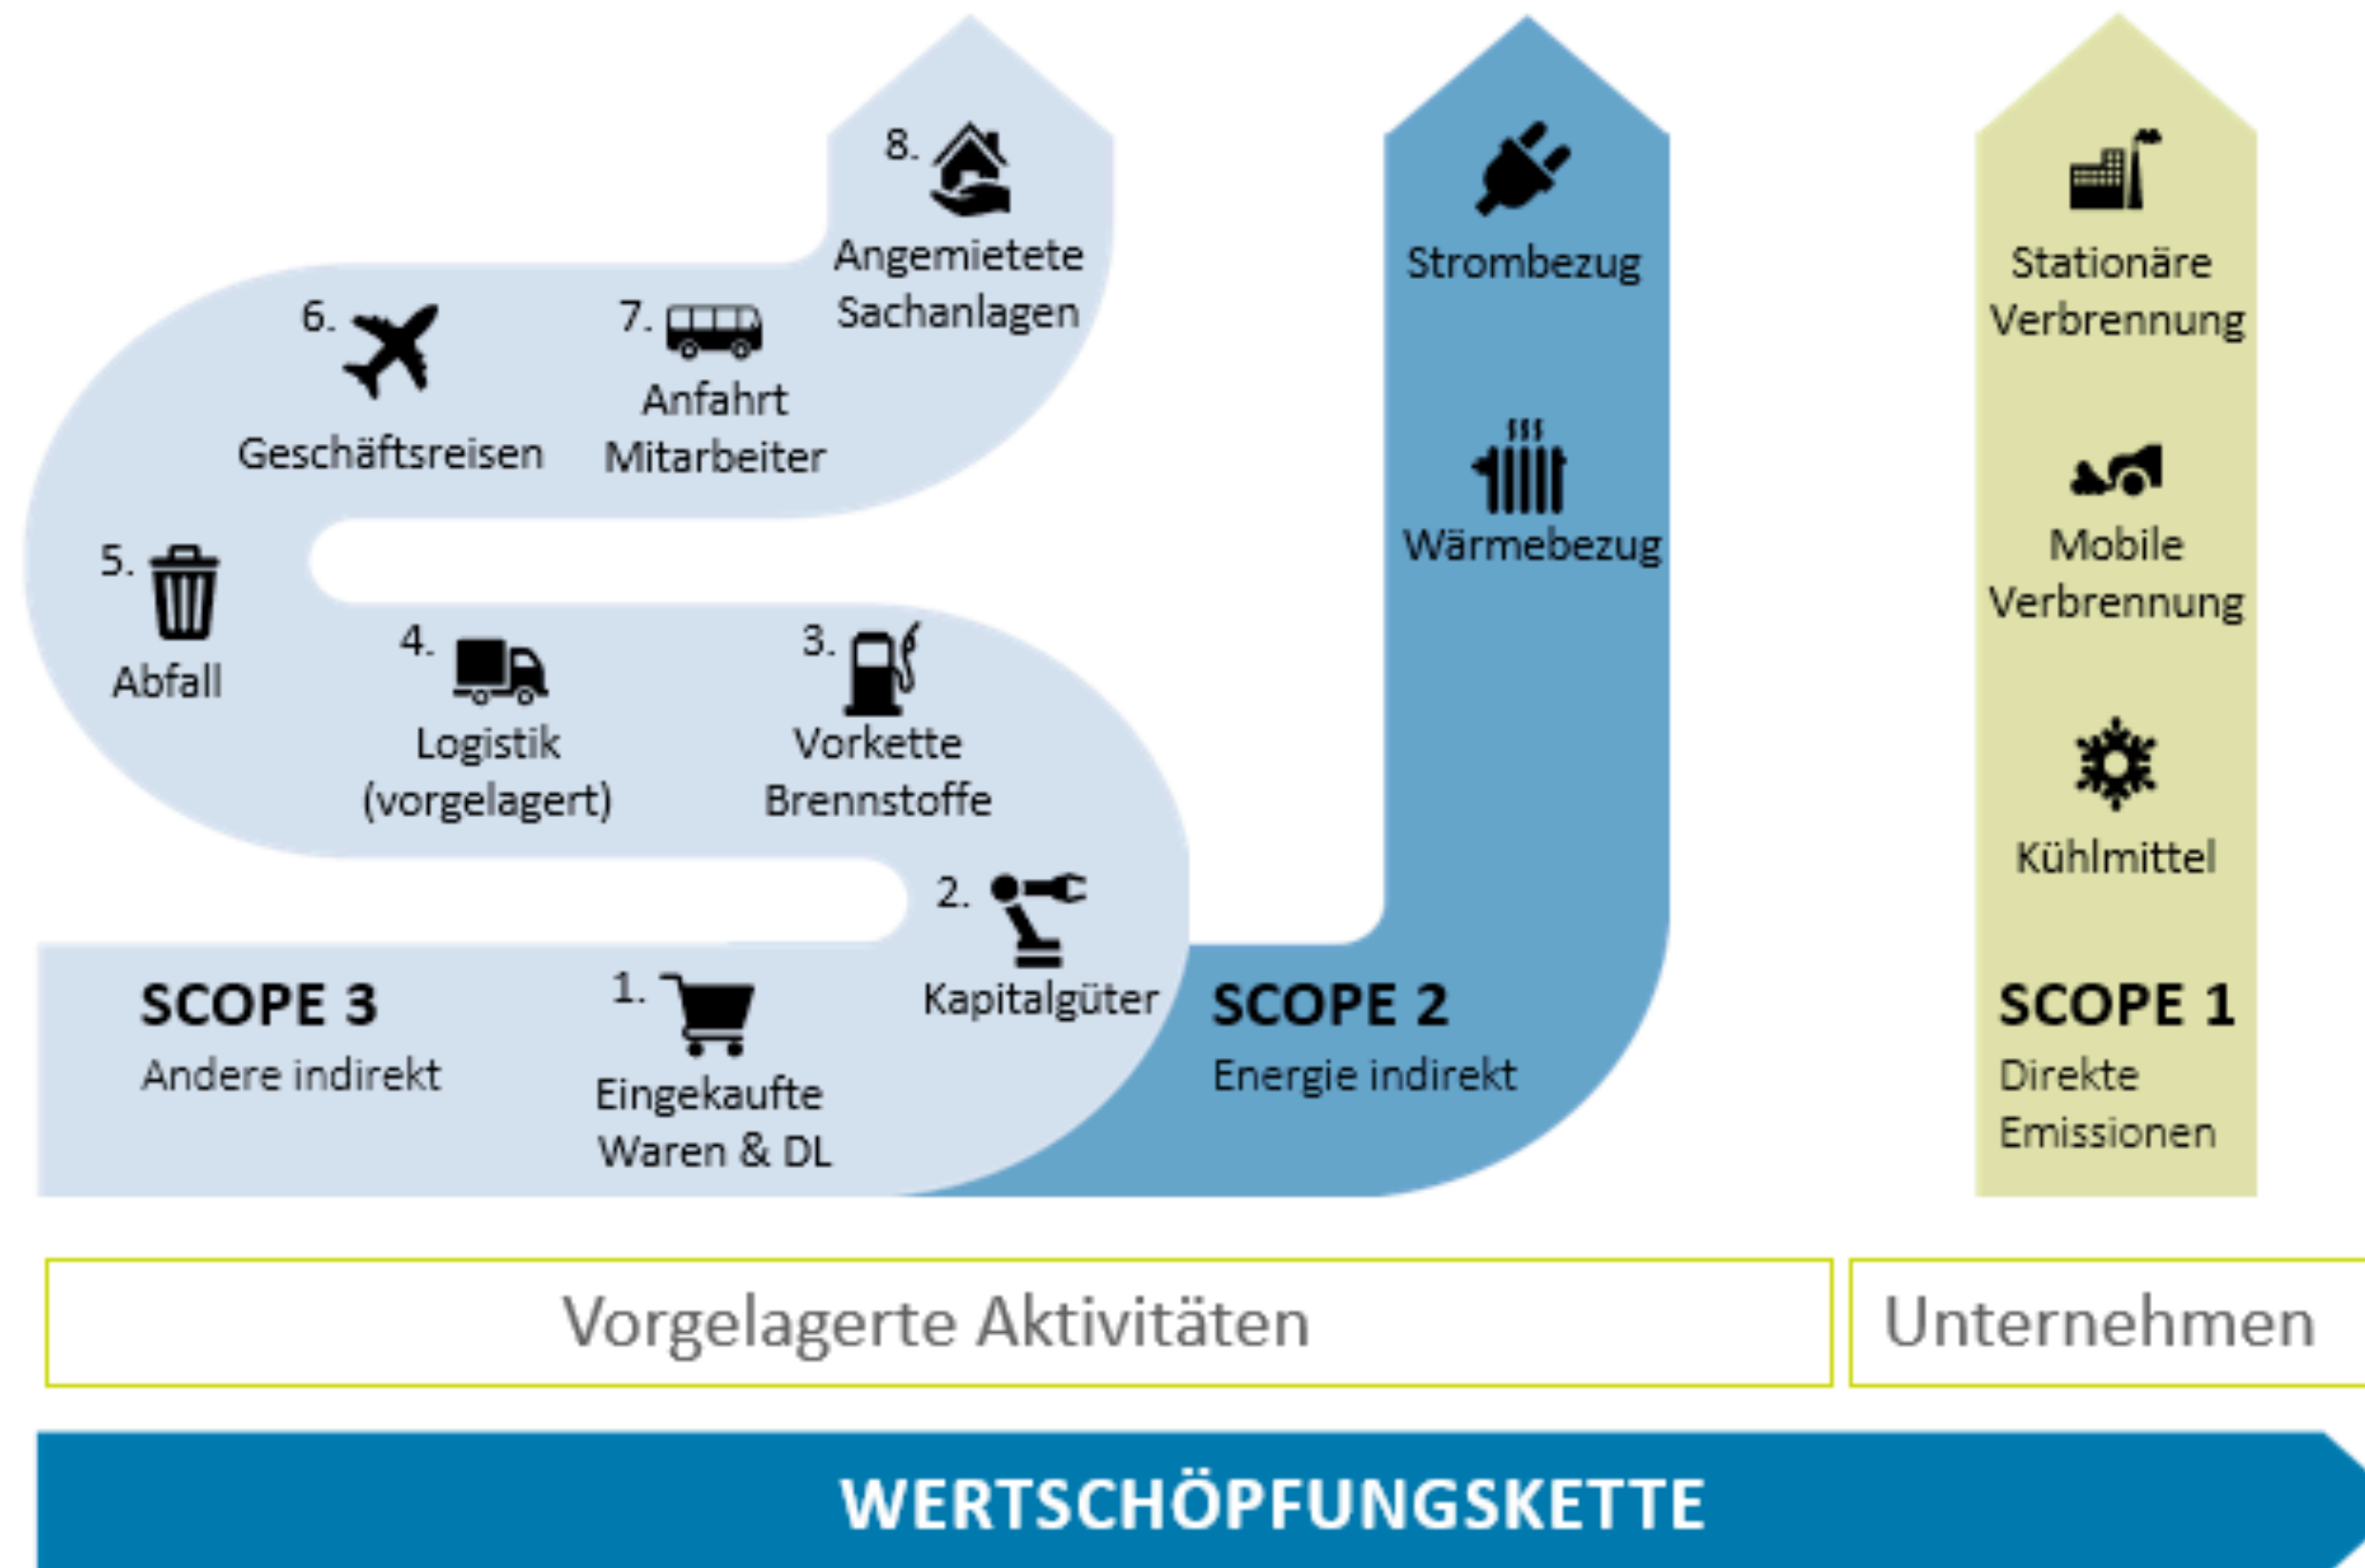 8.
Angemietete
Sachanlagen
6.
Geschäftsreisen
7.
Anfahrt
Mitarbeiter
5.
Abfall
4.
Logistik
(vorgelagert)
3.
Vorkette
Brennstoffe
2.
Kapitalgüter
SCOPE 3
Andere indirekt
1.
Eingekaufte
Waren & DL
Strombezug
Wärmebezug
SCOPE 2
Energie indirekt
Stationäre
Verbrennung
Mobile
Verbrennung
Kühlmittel
SCOPE 1
Direkte
Emissionen
Vorgelagerte Aktivitäten
Unternehmen
WERTSCHÖPFUNGSKETTE